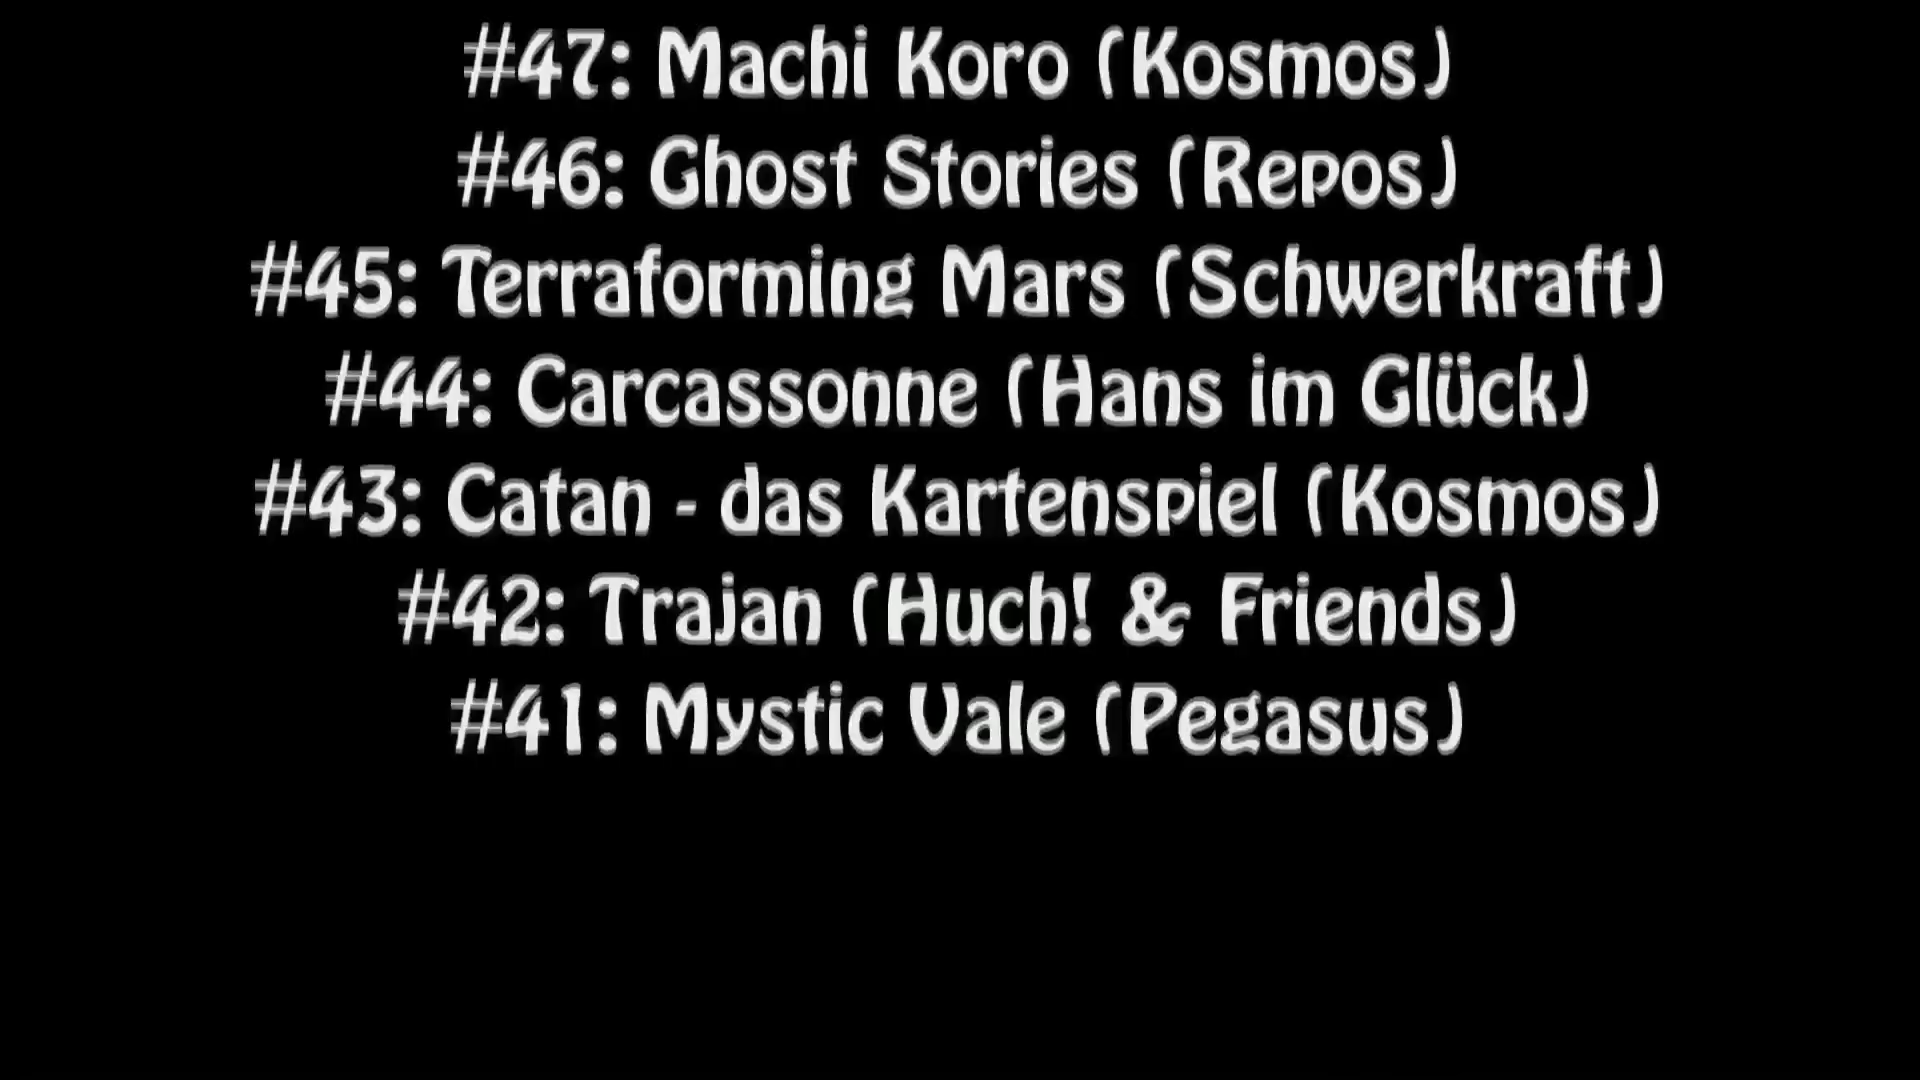 #47: Machi Koro (Kosmos)
#46: Ghost Stories (Repos)
#45: Terraforming Mars (Schwerkraft)
#44: Carcassonne (Hans im Glück)
#43: Catan - das Kartenspiel (Kosmos)
#42: Trajan (Huch! & Friends)
#41: Mystic Vale (Pegasus)